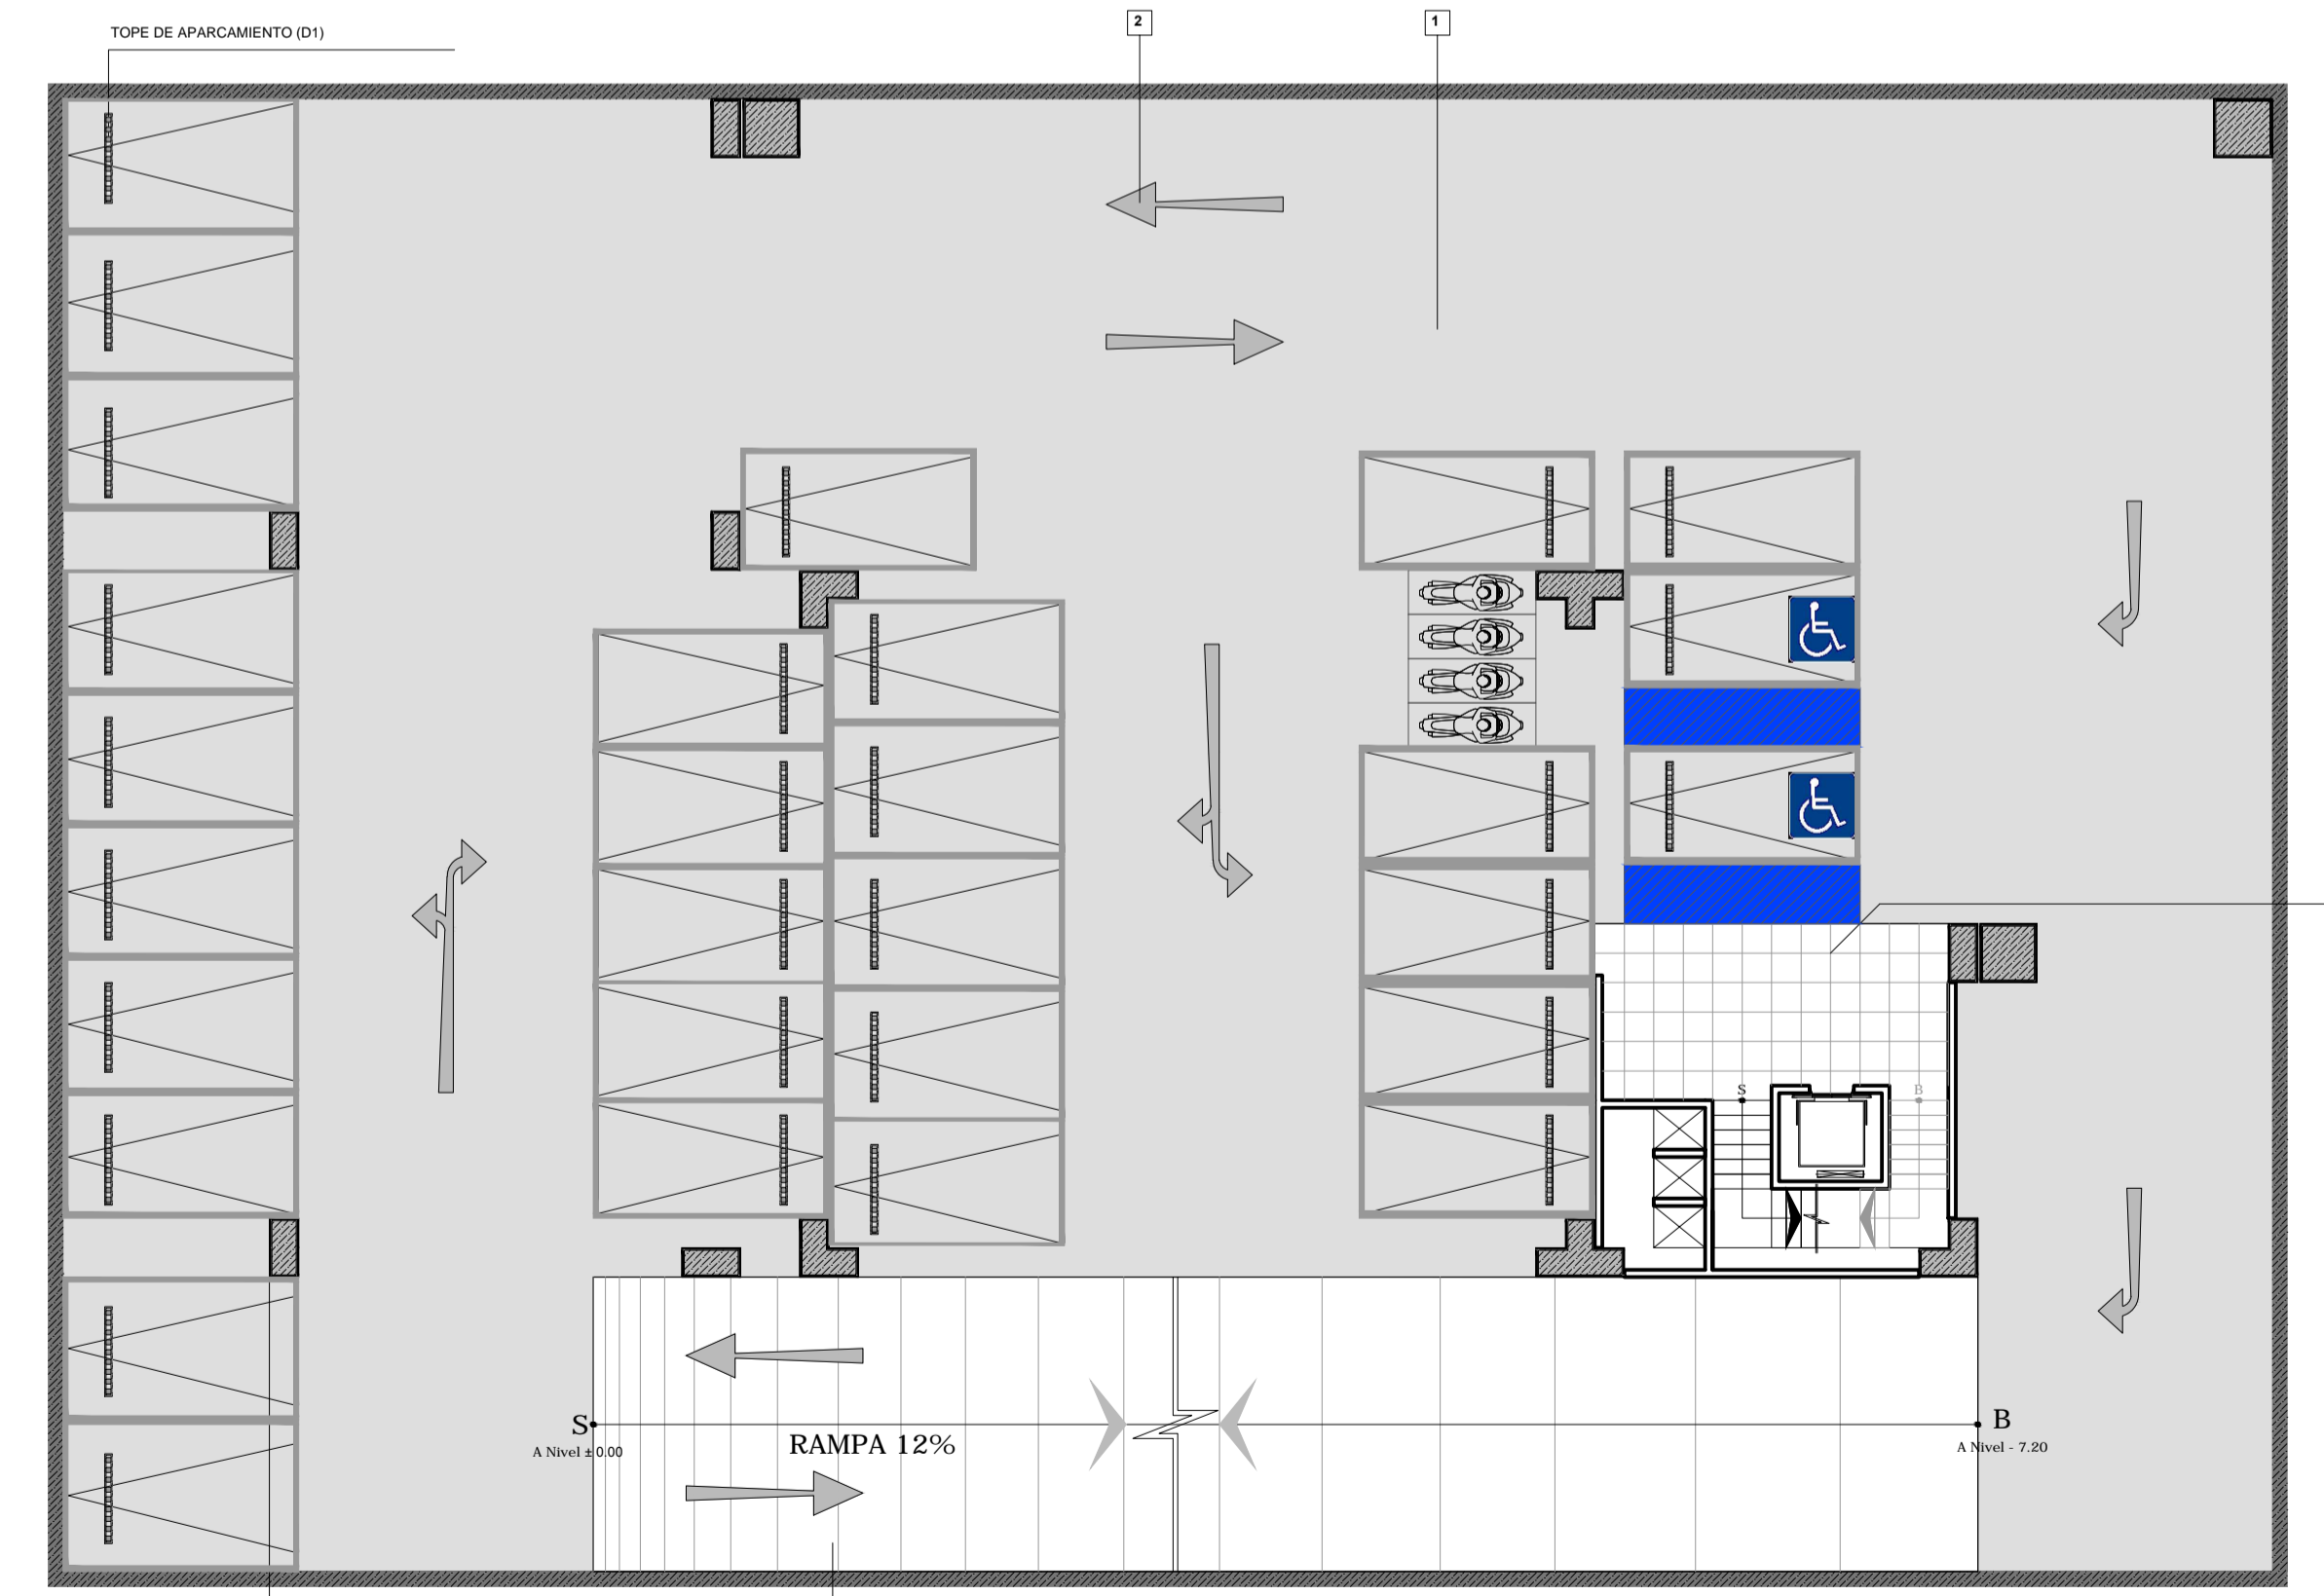 TOPE DE APARCAMIENTO (D1)
2
1
S
B
S
A Nivel ± 0.00
RAMPA 12%
B
A Nivel - 7.20